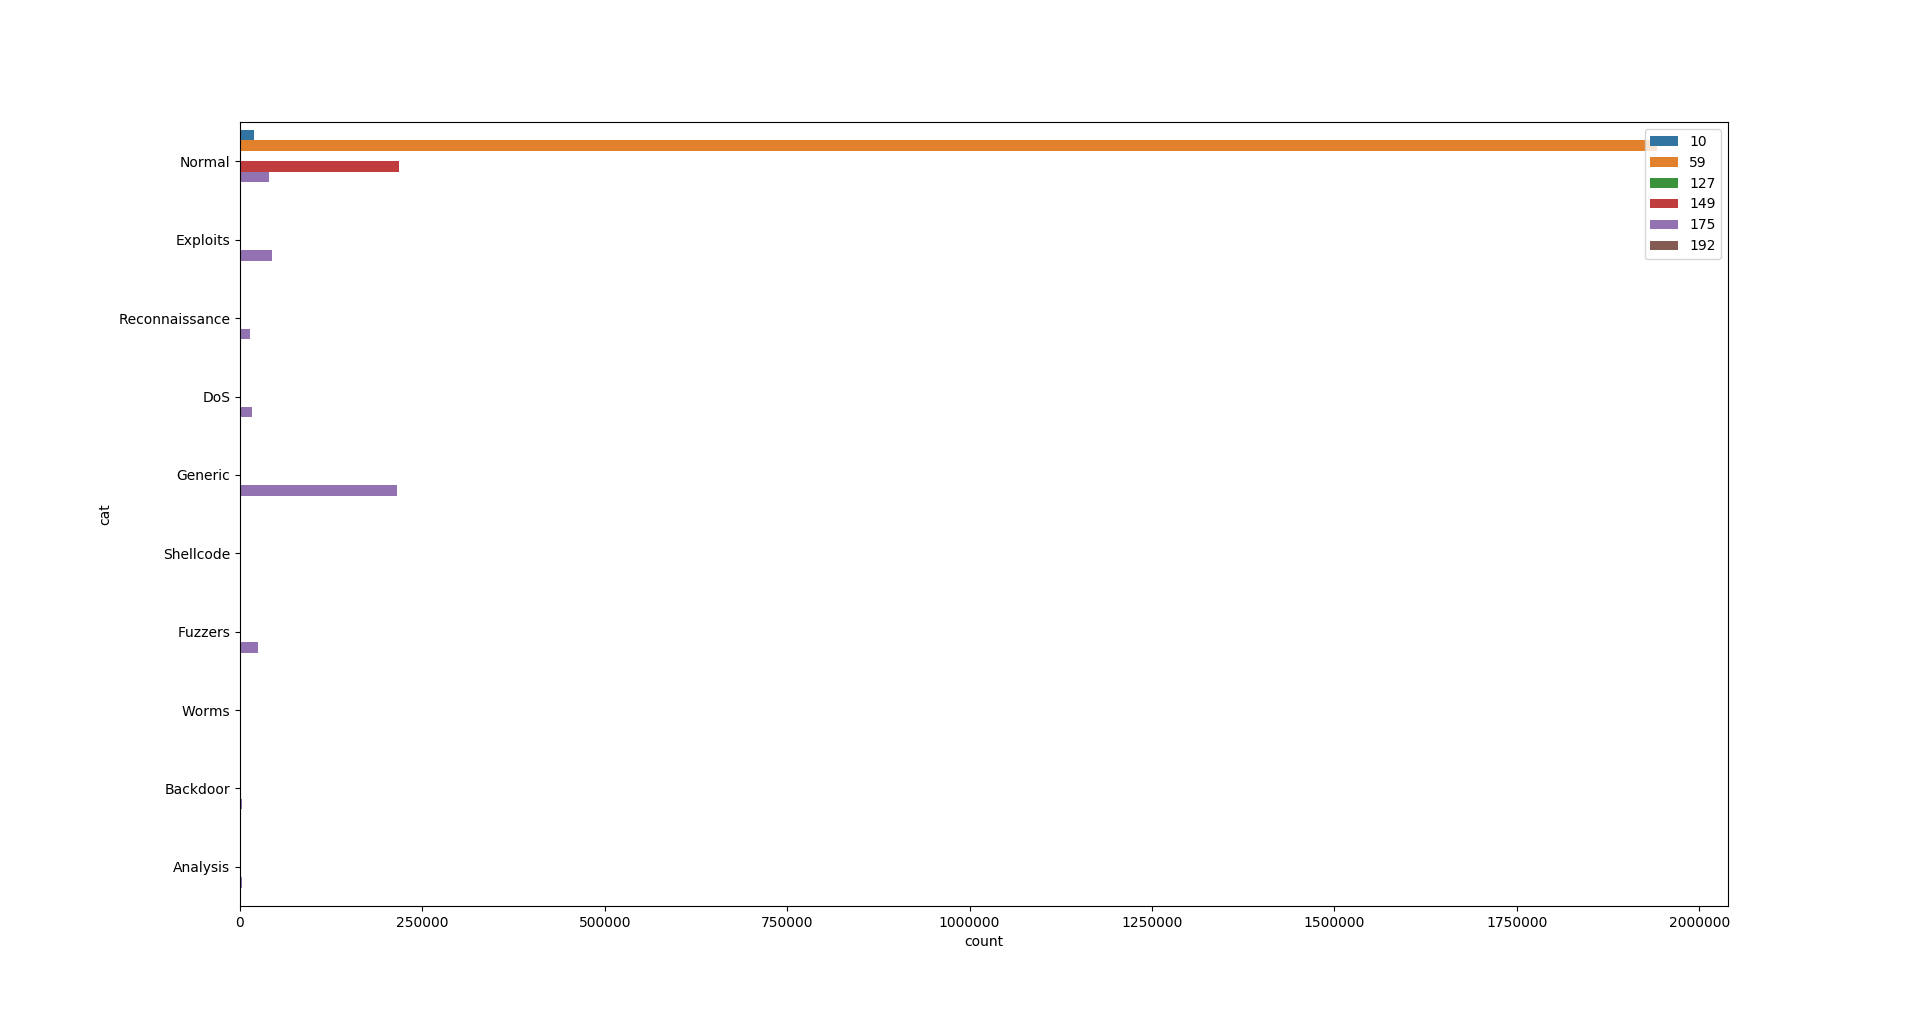 10
59
127
149
175
192
Normal
Exploits
Reconnaissance
DoS
Generic
Shellcode
Fuzzers
Worms
Backdoor
Analysis
cat
0 250000 500000 750000 1000000 1250000 1500000 1750000 2000000
count